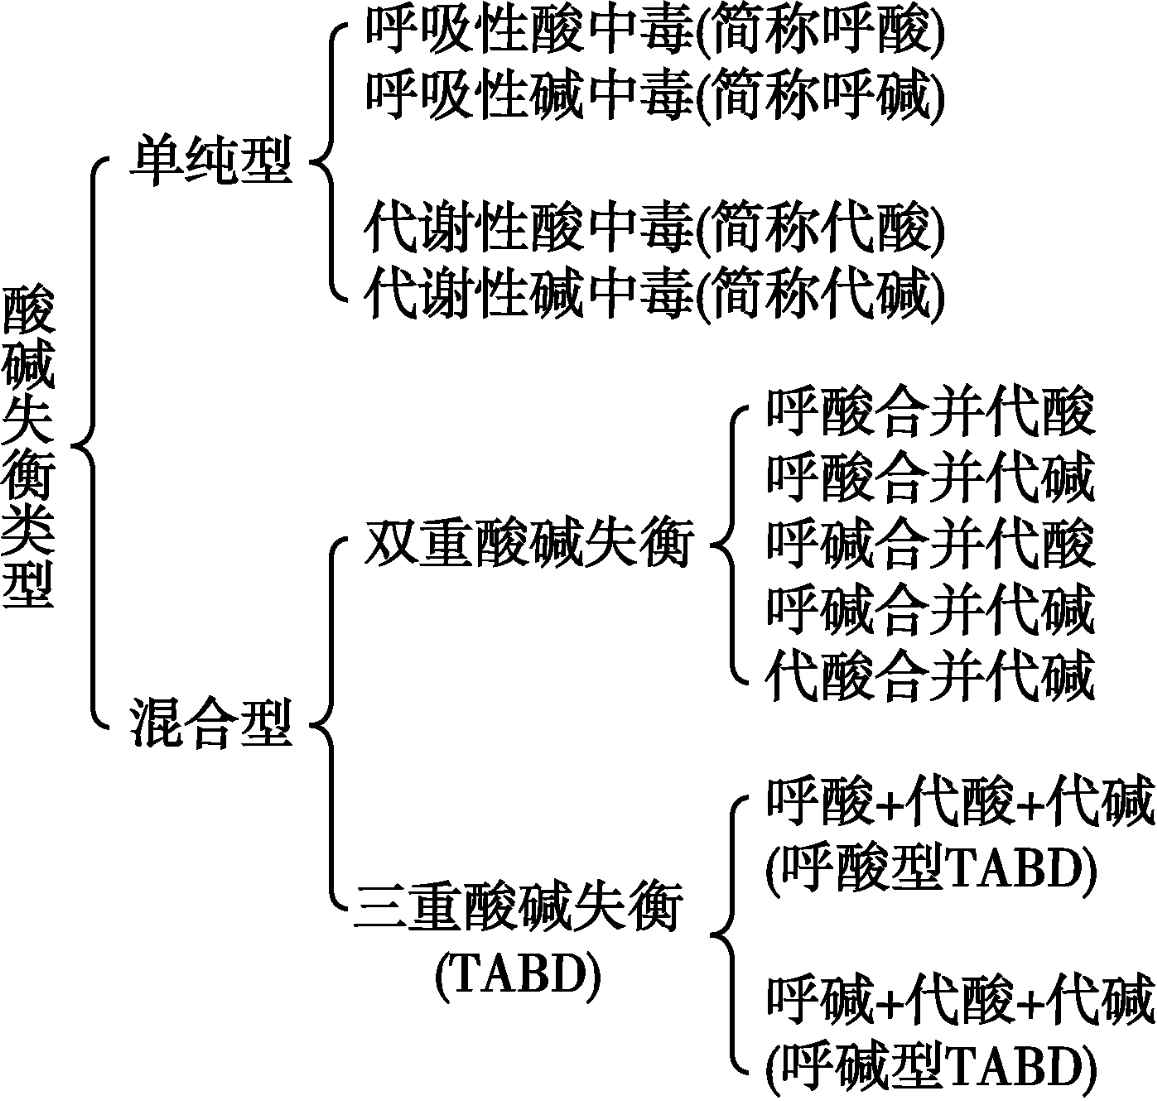 酸碱失衡类型
单纯型
呼吸性酸中毒(简称呼酸)
呼吸性碱中毒(简称呼碱)
代谢性酸中毒(简称代酸)
代谢性碱中毒(简称代碱)
混合型
双重酸碱失衡
呼酸合并代酸
呼酸合并代碱
呼碱合并代酸
呼碱合并代碱
代酸合并代碱
三重酸碱失衡
(TABD)
呼酸+代酸+代碱
(呼酸型TABD)
呼碱+代酸+代碱
(呼碱型TABD)